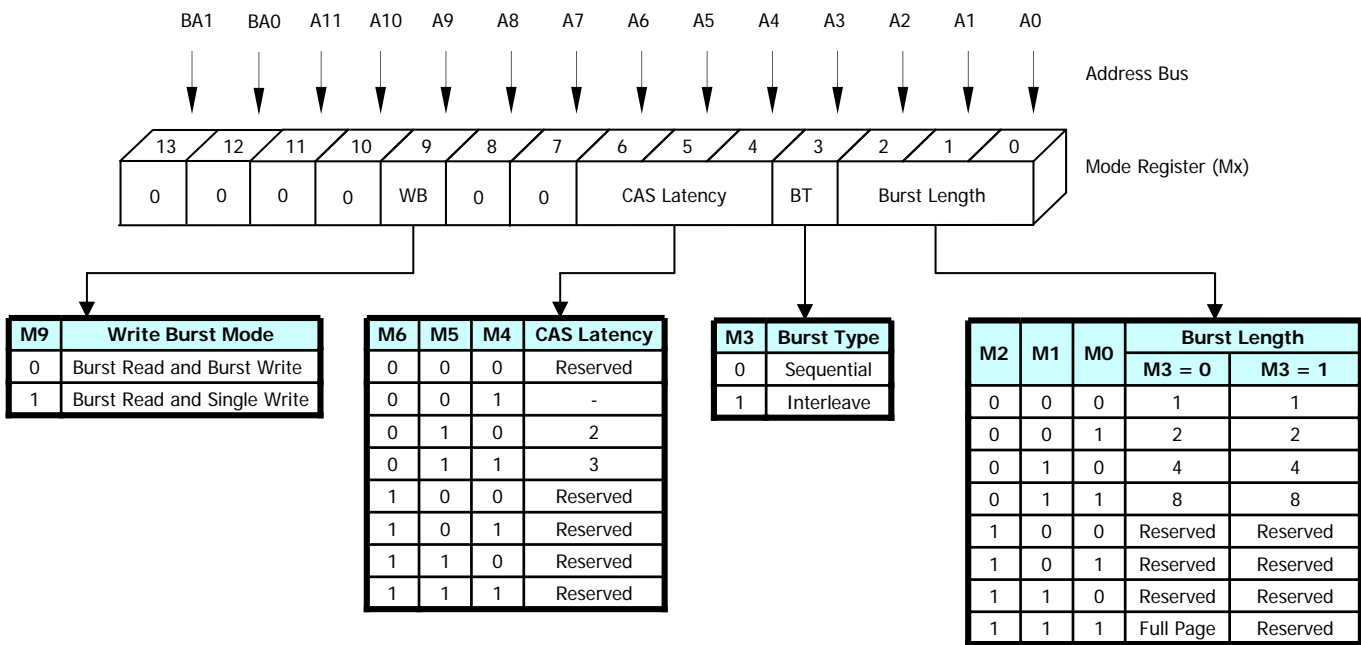 BA1 BA0 A11 A10 A9 A8 A7 A6 A5 A4 A3 A2 A1 A0
Address Bus
13 12 11 10 9 8 7 6 5 4 3 2 1 0
Mode Register (Mx)
0 0 0 0 WB 0 0 CAS Latency BT Burst Length
M9 Write Burst Mode
0 Burst Read and Burst Write
1 Burst Read and Single Write
M6 M5 M4 CAS Latency
0 0 0 Reserved
0 0 1 -
0 1 0 2
0 1 1 3
1 0 0 Reserved
1 0 1 Reserved
1 1 0 Reserved
1 1 1 Reserved
M3 Burst Type
0 Sequential
1 Interleave
M2 M1 M0 Burst Length
M3 = 0 M3 = 1
0 0 0 1 1
0 0 1 2 2
0 1 0 4 4
0 1 1 8 8
1 0 0 Reserved Reserved
1 0 1 Reserved Reserved
1 1 0 Reserved Reserved
1 1 1 Full Page Reserved